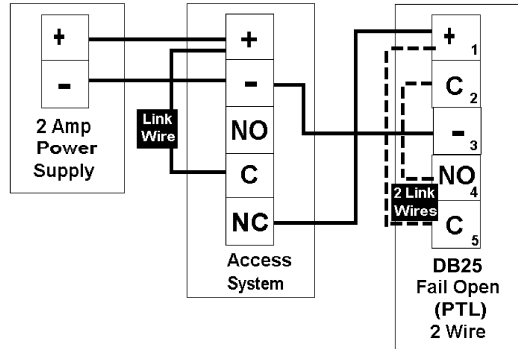 +
-
2 Amp
Power
Supply
Link
Wire
+
-
NO
C
NC
Access
System
+ 1
C 2
- 3
NO 4
C 5
2 Link
Wires
DB25
Fail Open
(PTL)
2 Wire